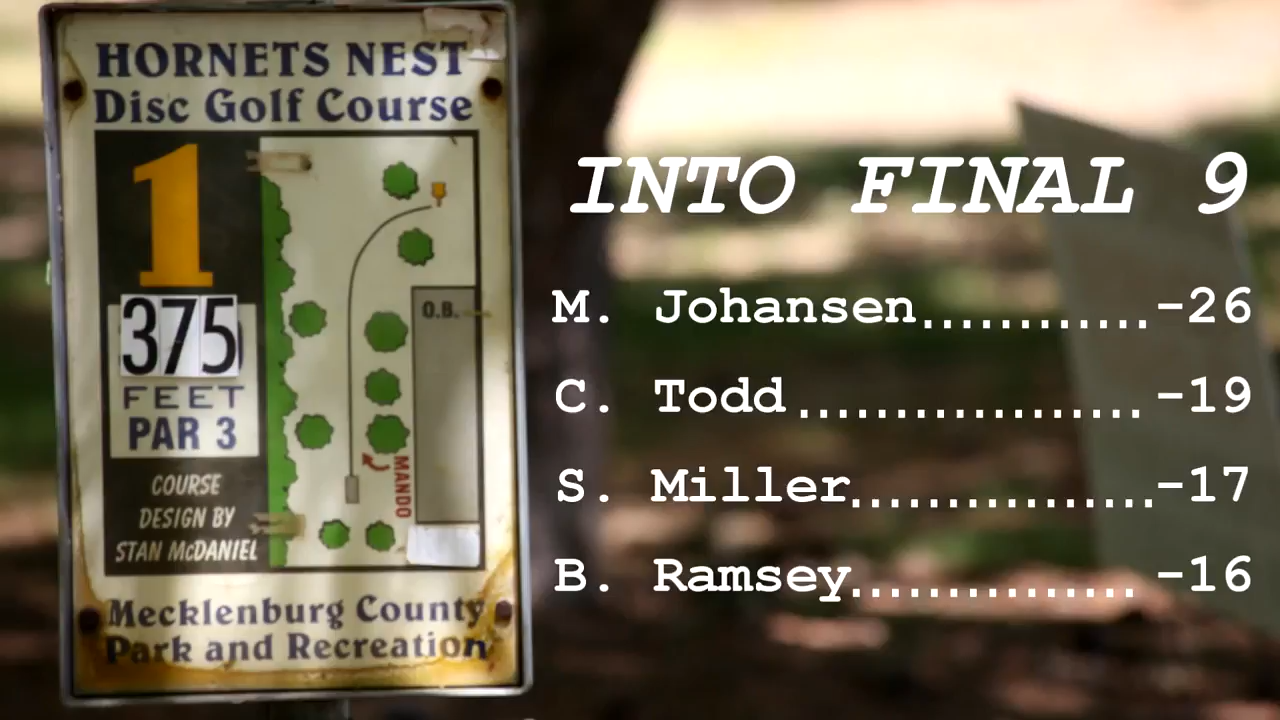 HORNETS NEST
Disc Golf Course
1
375
FEET
PAR 3
COURSE
DESIGN BY
STAN McDANIEL
O.B.
MANDO
Mecklenburg County
Park and Recreation
INTO FINAL 9
M. Johansen............-26
C. Todd.................-19
S. Miller...............-17
B. Ramsey..............-16